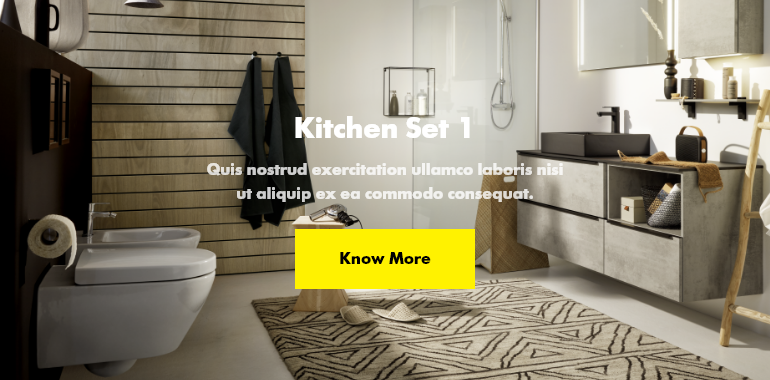 Kitchen Set 1
Quis nostrud exercitation ullamco laboris nisi
ut aliquip ex ea commodo consequat.
Know More